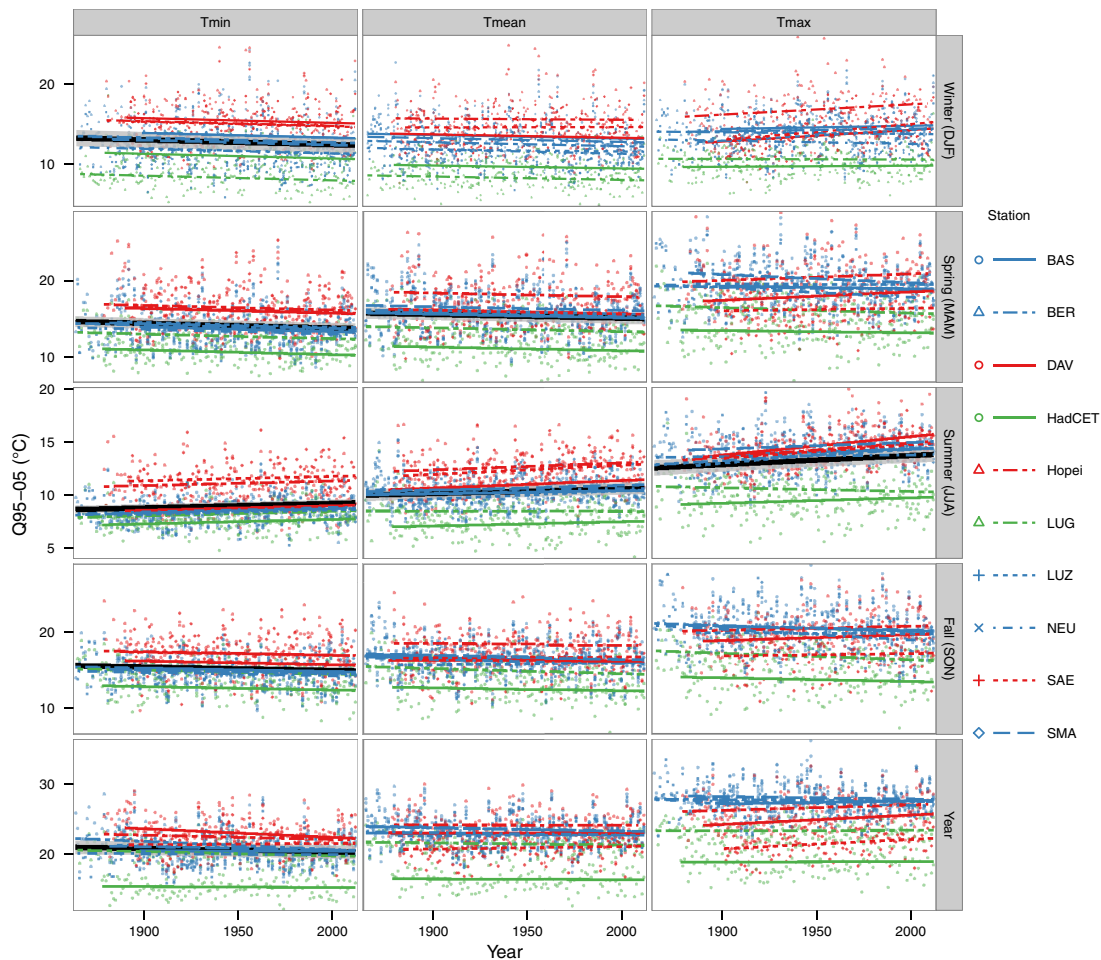 Tmin
Tmean
Tmax
20
10
Winter (DJF)
20
10
Spring (MAM)
20
15
10
5
Summer (JJA)
20
10
Fall (SON)
30
20
Year
1900
1950
2000
1900
1950
2000
1900
1950
2000
Year
Q95−05 (°C)
Station
BAS
BER
DAV
HadCET
Hopei
LUG
LUZ
NEU
SAE
SMA